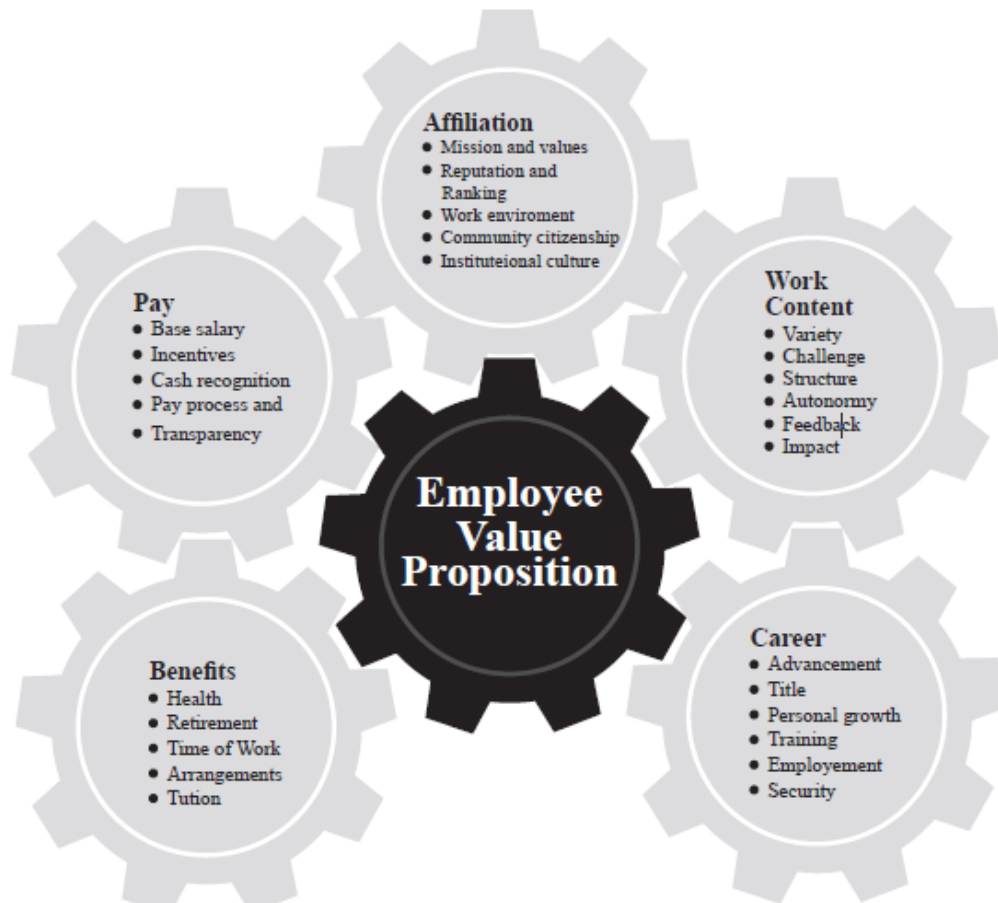 Affiliation
• Mission and values
• Reputation and
Ranking
• Work enviroment
• Community citizenship
• Instituteional culture
Pay
• Base salary
• Incentives
• Cash recognition
• Pay process and
• Transparency
Work
Content
• Variety
• Challenge
• Structure
• Autonormy
• Feedback
• Impact
Employee
Value
Proposition
Benefits
• Health
• Retirement
• Time of Work
• Arrangements
• Tution
Career
• Advancement
• Title
• Personal growth
• Training
• Employement
• Security